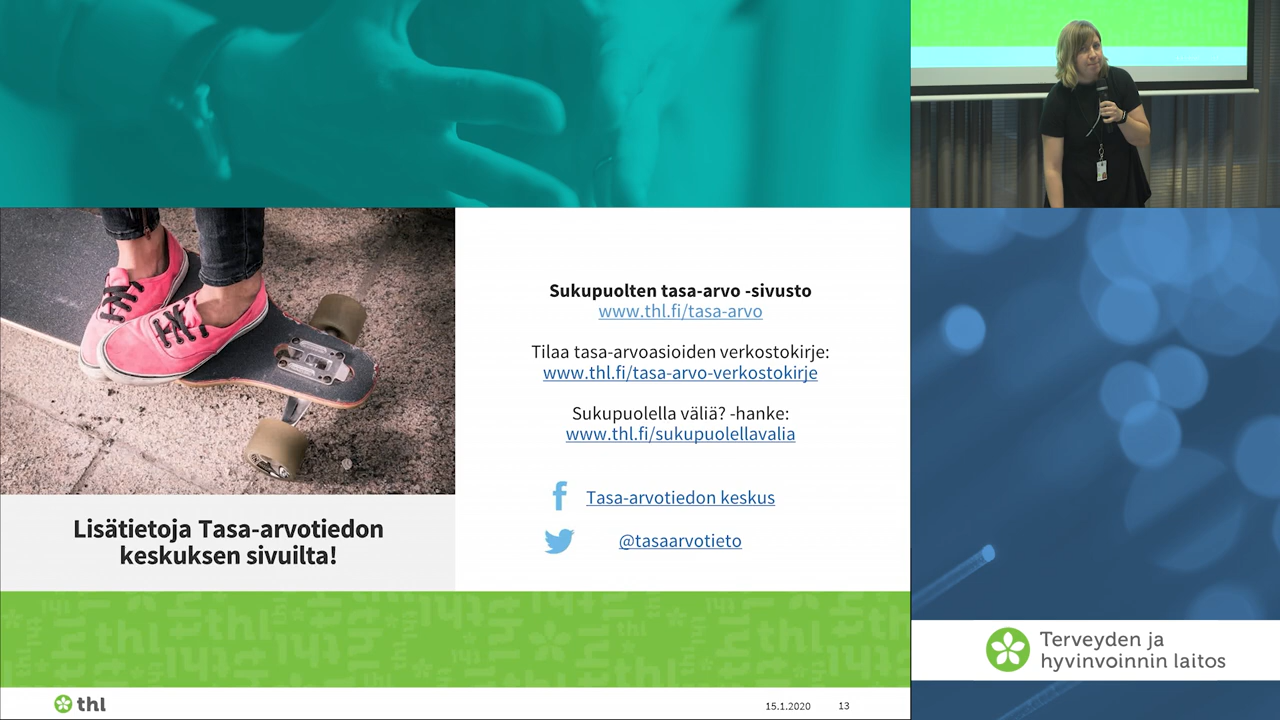 Sukupuolten tasa-arvo -sivusto
www.thl.fi/tasa-arvo
Tilaa tasa-arvoasioiden verkostokirje:
www.thl.fi/tasa-arvo-verkostokirje
Sukupuolella väliä? -hanke:
www.thl.fi/sukupuolellavalia
Tasa-arvotiedon keskus
@tasaarvotieto
Lisätietoja Tasa-arvotiedon
keskuksen sivuilta!
thl
15.1.2020 13
Terveyden ja
hyvinvoinnin laitos